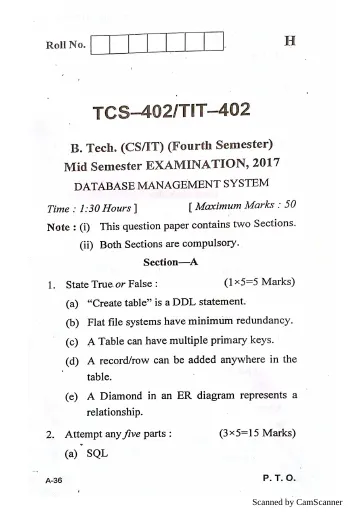 Roll No.
H
TCS–402/TIT–402
B. Tech. (CS/IT) (Fourth Semester)
Mid Semester EXAMINATION, 2017
DATABASE MANAGEMENT SYSTEM
Time : 1:30 Hours ] [ Maximum Marks : 50
Note : (i) This question paper contains two Sections.
(ii) Both Sections are compulsory.
Section—A
1. State True or False : (1×5=5 Marks)
(a) “Create table” is a DDL statement.
(b) Flat file systems have minimum redundancy.
(c) A Table can have multiple primary keys.
(d) A record/row can be added anywhere in the
table.
(e) A Diamond in an ER diagram represents a
relationship.
2. Attempt any five parts : (3×5=15 Marks)
(a) SQL
A-36 P. T. O.
Scanned by CamScanner